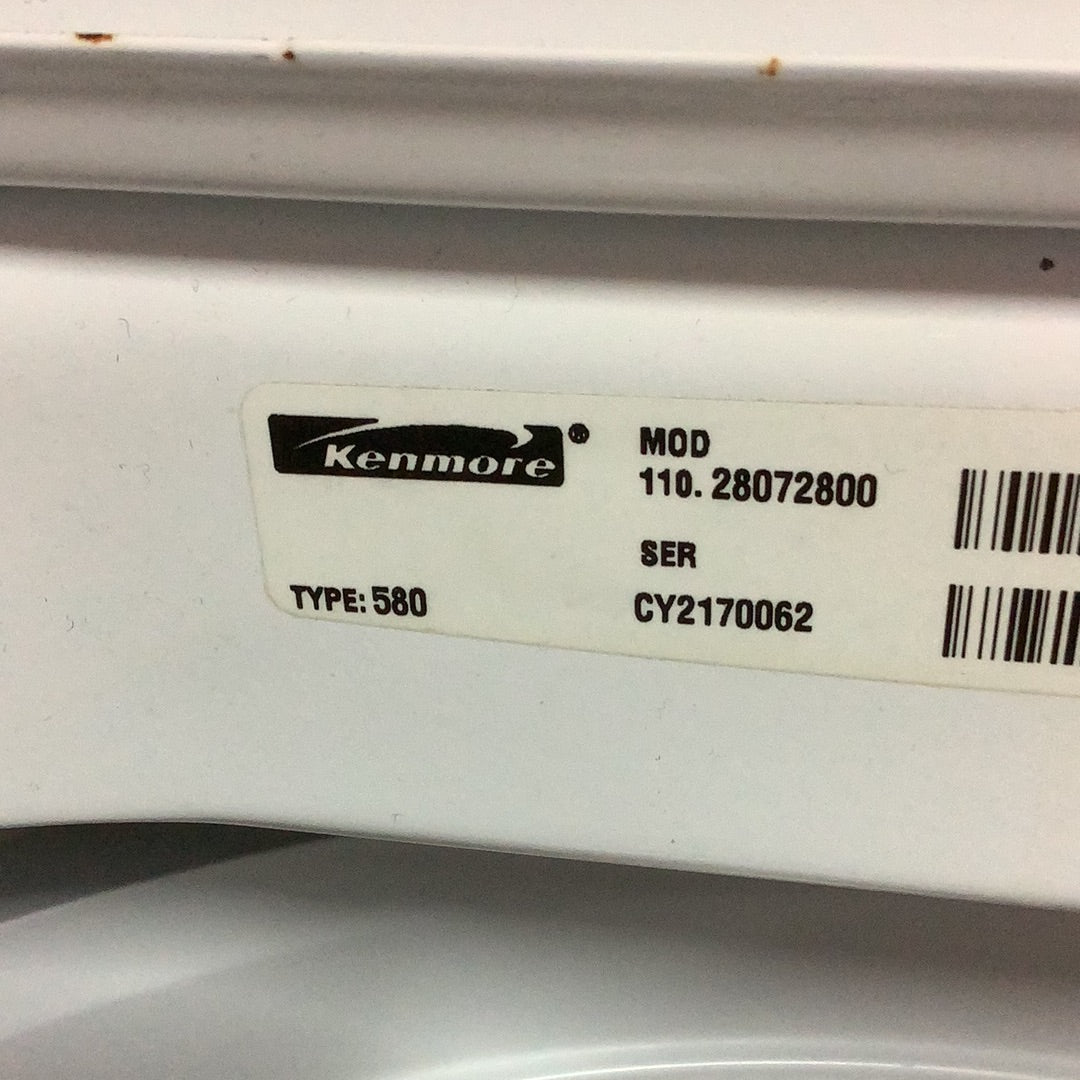 Kenmore®
MOD
110. 28072800
SER
CY2170062
TYPE: 580